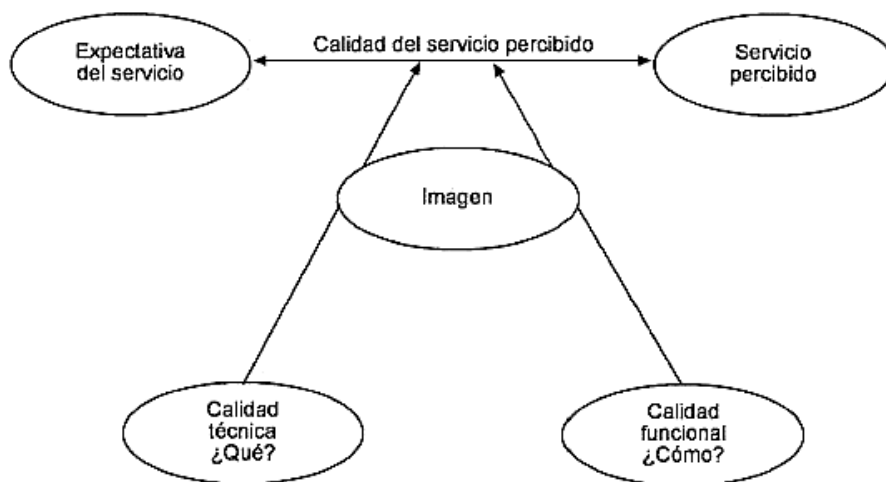 Expectativa
del servicio
Calidad del servicio percibido
Servicio
percibido
Imagen
Calidad
técnica
¿Qué?
Calidad
funcional
¿Cómo?